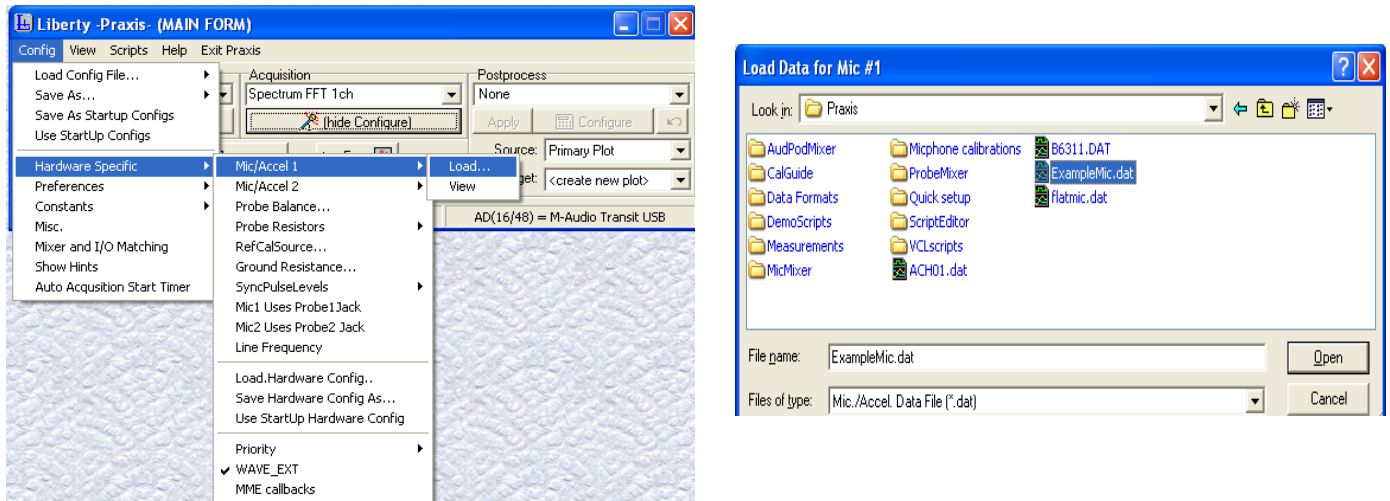 Liberty -Praxis- (MAIN FORM)
Config View Scripts Help Exit Praxis
Load Config File...
Save As...
Save As Startup Configs
Use StartUp Configs
Hardware Specific
Preferences
Constants
Misc.
Mixer and I/O Matching
Show Hints
Auto Acqusition Start Timer
Acquisition
Spectrum FFT 1ch
(hide Configure)
Postprocess
None
Apply Configure
Source: Primary Plot
get: <create new plot>
AD(16/48) = M-Audio Transit USB
Mic/Accel 1
Mic/Accel 2
Probe Balance...
Probe Resistors
RefCalSource...
Ground Resistance...
SyncPulseLevels
Mic1 Uses Probe1Jack
Mic2 Uses Probe2 Jack
Line Frequency
Load.Hardware Config..
Save Hardware Config As...
Use StartUp Hardware Config
Priority
WAVE_EXT
MME callbacks
Load...
View
Load Data for Mic #1
Look in: Praxis
AudPodMixer
CalGuide
Data Formats
DemoScripts
Measurements
MicMixer
Micphone calibrations
ProbeMixer
Quick setup
ScriptEditor
VCLscripts
ACH01.dat
B6311.DAT
ExampleMic.dat
flatmic.dat
File name: ExampleMic.dat
Open
Files of type: Mic./Accel. Data File (*.dat)
Cancel